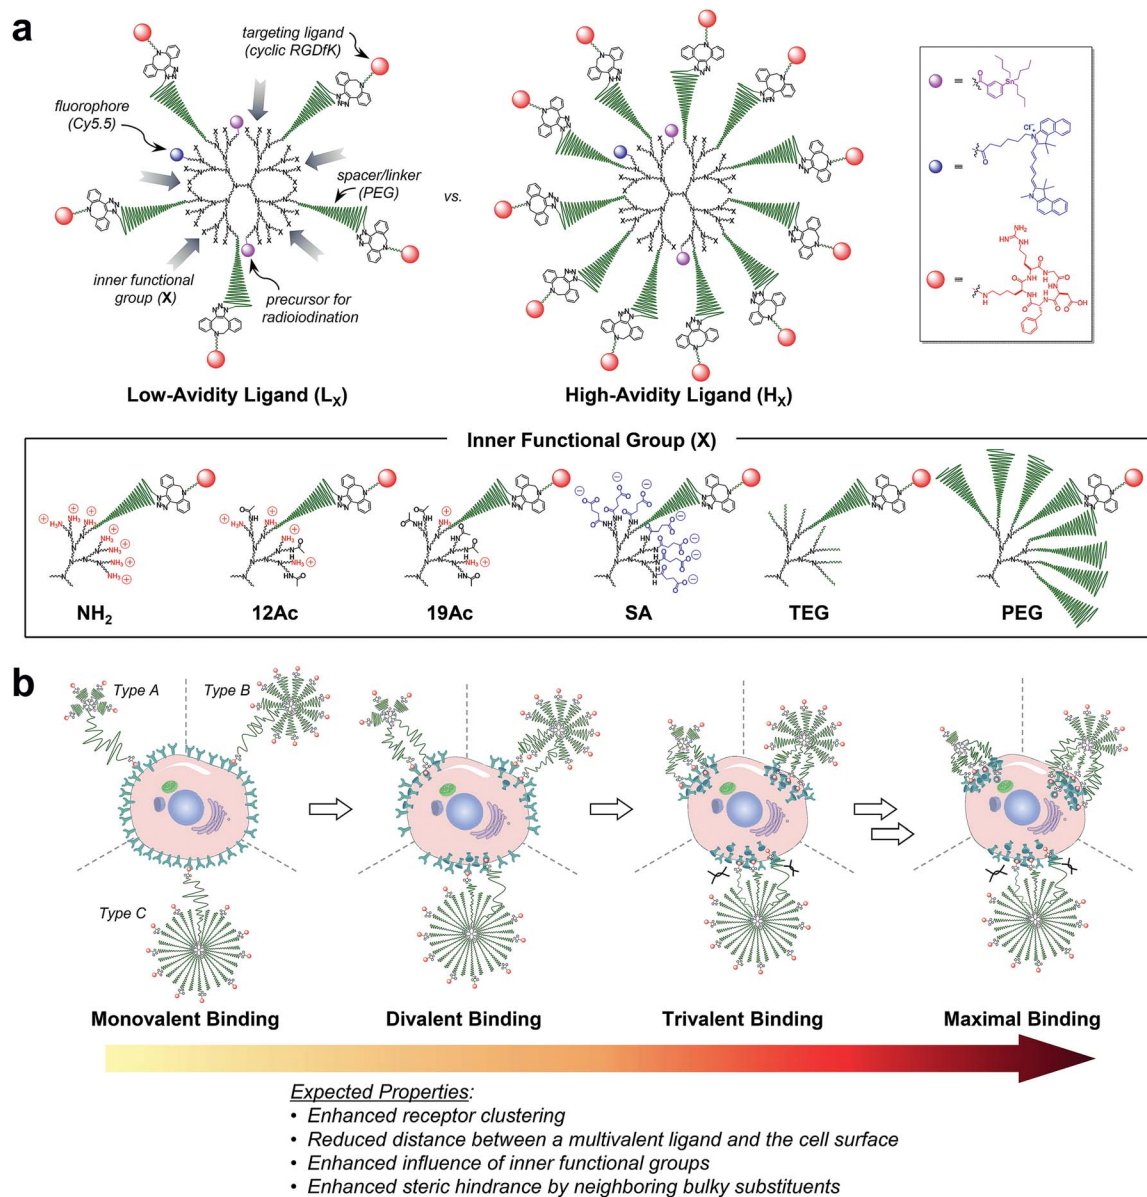 a
targeting ligand
(cyclic RGDfK)
fluorophore
(Cy5.5)
spacer/linker
(PEG)
vs.
inner functional
group (X)
precursor for
radioiodination
Low-Avidity Ligand (LX)
High-Avidity Ligand (HX)
Inner Functional Group (X)
NH2
12Ac
19Ac
SA
TEG
PEG
b
Type A
Type B
Type C
Monovalent Binding
Divalent Binding
Trivalent Binding
Maximal Binding
Expected Properties:
• Enhanced receptor clustering
• Reduced distance between a multivalent ligand and the cell surface
• Enhanced influence of inner functional groups
• Enhanced steric hindrance by neighboring bulky substituents